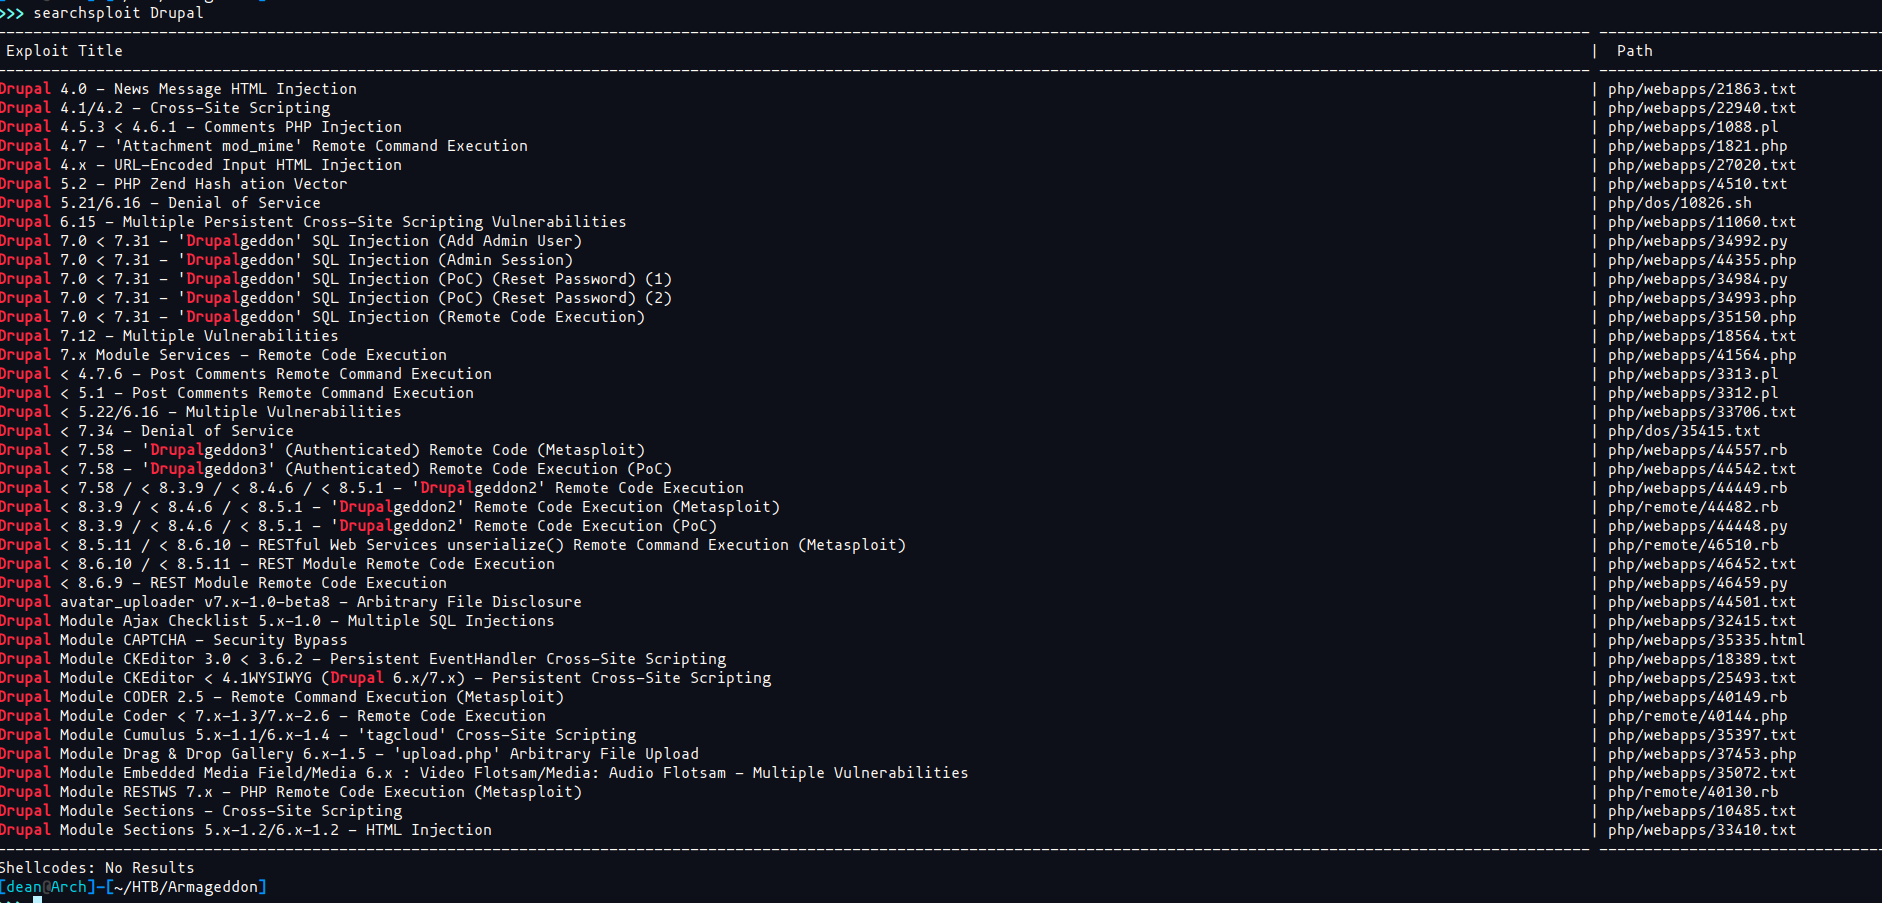 >>> searchsploit Drupal
Exploit Title | Path
Drupal 4.0 - News Message HTML Injection | php/webapps/21863.txt
Drupal 4.1/4.2 - Cross-Site Scripting | php/webapps/22940.txt
Drupal 4.5.3 < 4.6.1 - Comments PHP Injection | php/webapps/1088.pl
Drupal 4.7 - 'Attachment mod_mime' Remote Command Execution | php/webapps/1821.php
Drupal 4.x - URL-Encoded Input HTML Injection | php/webapps/27020.txt
Drupal 5.2 - PHP Zend Hash ation Vector | php/webapps/4510.txt
Drupal 5.21/6.16 - Denial of Service | php/dos/10826.sh
Drupal 6.15 - Multiple Persistent Cross-Site Scripting Vulnerabilities | php/webapps/11060.txt
Drupal 7.0 < 7.31 - 'Drupalgeddon' SQL Injection (Add Admin User) | php/webapps/34992.py
Drupal 7.0 < 7.31 - 'Drupalgeddon' SQL Injection (Admin Session) | php/webapps/44355.php
Drupal 7.0 < 7.31 - 'Drupalgeddon' SQL Injection (PoC) (Reset Password) (1) | php/webapps/34984.py
Drupal 7.0 < 7.31 - 'Drupalgeddon' SQL Injection (PoC) (Reset Password) (2) | php/webapps/34993.php
Drupal 7.0 < 7.31 - 'Drupalgeddon' SQL Injection (Remote Code Execution) | php/webapps/35150.php
Drupal 7.12 - Multiple Vulnerabilities | php/webapps/18564.txt
Drupal 7.x Module Services - Remote Code Execution | php/webapps/41564.php
Drupal < 4.7.6 - Post Comments Remote Command Execution | php/webapps/3313.pl
Drupal < 5.1 - Post Comments Remote Command Execution | php/webapps/3312.pl
Drupal < 5.22/6.16 - Multiple Vulnerabilities | php/webapps/33706.txt
Drupal < 7.34 - Denial of Service | php/dos/35415.txt
Drupal < 7.58 - 'Drupalgeddon3' (Authenticated) Remote Code (Metasploit) | php/webapps/44557.rb
Drupal < 7.58 - 'Drupalgeddon3' (Authenticated) Remote Code Execution (PoC) | php/webapps/44542.txt
Drupal < 7.58 / < 8.3.9 / < 8.4.6 / < 8.5.1 - 'Drupalgeddon2' Remote Code Execution | php/webapps/44449.rb
Drupal < 8.3.9 / < 8.4.6 / < 8.5.1 - 'Drupalgeddon2' Remote Code Execution (Metasploit) | php/remote/44482.rb
Drupal < 8.3.9 / < 8.4.6 / < 8.5.1 - 'Drupalgeddon2' Remote Code Execution (PoC) | php/webapps/44448.py
Drupal < 8.5.11 / < 8.6.10 - RESTful Web Services unserialize() Remote Command Execution (Metasploit) | php/remote/46510.rb
Drupal < 8.6.10 / < 8.5.11 - REST Module Remote Code Execution | php/webapps/46452.txt
Drupal < 8.6.9 - REST Module Remote Code Execution | php/webapps/46459.py
Drupal avatar_uploader v7.x-1.0-beta8 - Arbitrary File Disclosure | php/webapps/44501.txt
Drupal Module Ajax Checklist 5.x-1.0 - Multiple SQL Injections | php/webapps/32415.txt
Drupal Module CAPTCHA - Security Bypass | php/webapps/35335.html
Drupal Module CKEditor 3.0 < 3.6.2 - Persistent EventHandler Cross-Site Scripting | php/webapps/18389.txt
Drupal Module CKEditor < 4.1WYSIWYG (Drupal 6.x/7.x) - Persistent Cross-Site Scripting | php/webapps/25493.txt
Drupal Module CODER 2.5 - Remote Command Execution (Metasploit) | php/webapps/40149.rb
Drupal Module Coder < 7.x-1.3/7.x-2.6 - Remote Code Execution | php/remote/40144.php
Drupal Module Cumulus 5.x-1.1/6.x-1.4 - 'tagcloud' Cross-Site Scripting | php/webapps/35397.txt
Drupal Module Drag & Drop Gallery 6.x-1.5 - 'upload.php' Arbitrary File Upload | php/webapps/37453.php
Drupal Module Embedded Media Field/Media 6.x : Video Flotsam/Media: Audio Flotsam - Multiple Vulnerabilities | php/webapps/35072.txt
Drupal Module RESTWS 7.x - PHP Remote Code Execution (Metasploit) | php/remote/40130.rb
Drupal Module Sections - Cross-Site Scripting | php/webapps/10485.txt
Drupal Module Sections 5.x-1.2/6.x-1.2 - HTML Injection | php/webapps/33410.txt
Shellcodes: No Results
[dean@Arch]-[~/HTB/Armageddon]